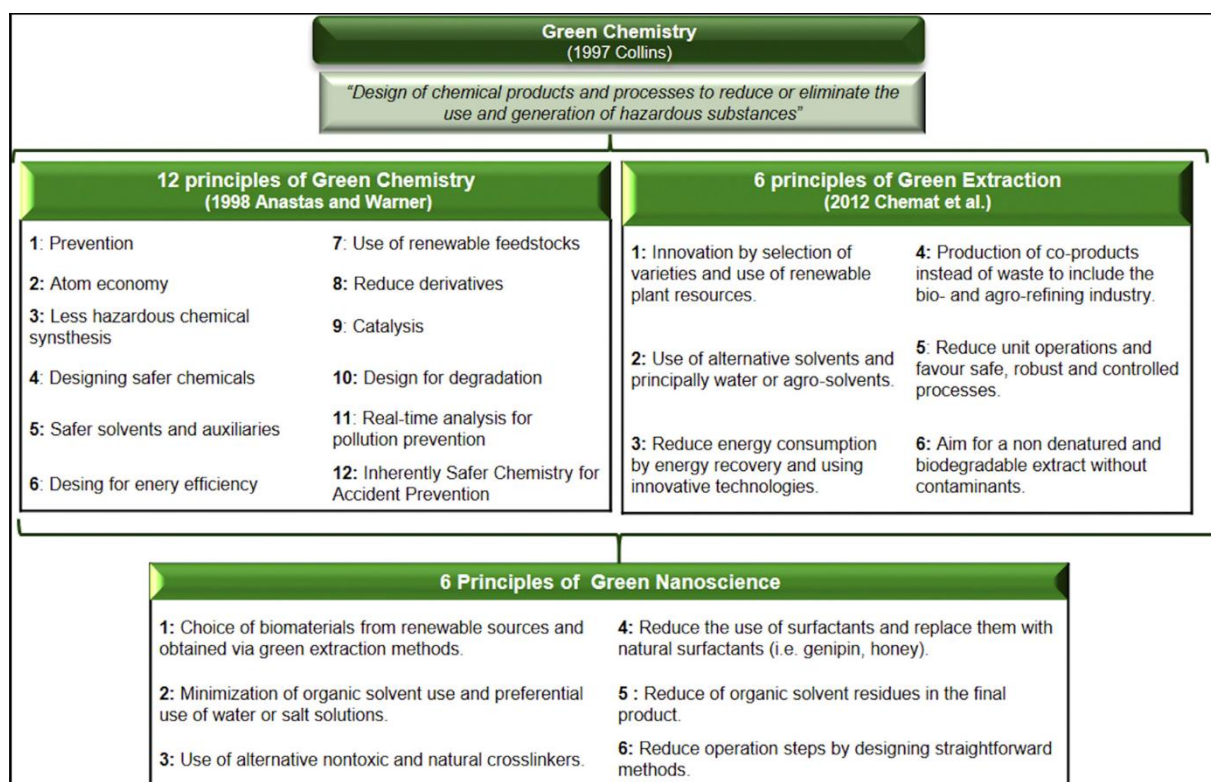 Green Chemistry
(1997 Collins)
“Design of chemical products and processes to reduce or eliminate the
use and generation of hazardous substances”
12 principles of Green Chemistry
(1998 Anastas and Warner)
1: Prevention
2: Atom economy
3: Less hazardous chemical
synsthesis
4: Designing safer chemicals
5: Safer solvents and auxiliaries
6: Desing for enery efficiency
7: Use of renewable feedstocks
8: Reduce derivatives
9: Catalysis
10: Design for degradation
11: Real-time analysis for
pollution prevention
12: Inherently Safer Chemistry for
Accident Prevention
6 principles of Green Extraction
(2012 Chemat et al.)
1: Innovation by selection of
varieties and use of renewable
plant resources.
2: Use of alternative solvents and
principally water or agro-solvents.
3: Reduce energy consumption
by energy recovery and using
innovative technologies.
4: Production of co-products
instead of waste to include the
bio- and agro-refining industry.
5: Reduce unit operations and
favour safe, robust and controlled
processes.
6: Aim for a non denatured and
biodegradable extract without
contaminants.
6 Principles of Green Nanoscience
1: Choice of biomaterials from renewable sources and
obtained via green extraction methods.
2: Minimization of organic solvent use and preferential
use of water or salt solutions.
3: Use of alternative nontoxic and natural crosslinkers.
4: Reduce the use of surfactants and replace them with
natural surfactants (i.e. genipin, honey).
5 : Reduce of organic solvent residues in the final
product.
6: Reduce operation steps by designing straightforward
methods.